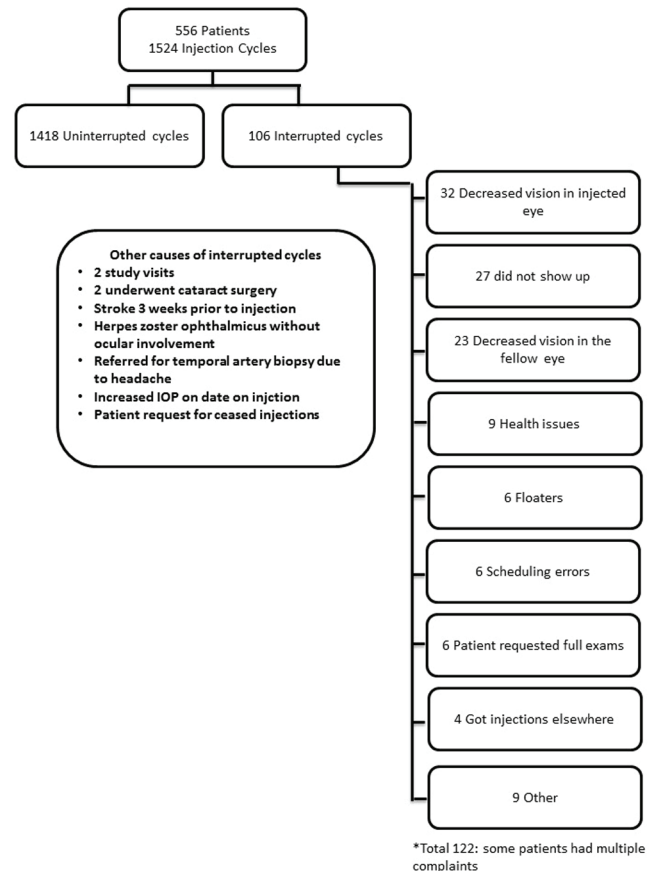 556 Patients
1524 Injection Cycles
1418 Uninterrupted cycles
106 Interrupted cycles
32 Decreased vision in injected
eye
27 did not show up
23 Decreased vision in the
fellow eye
9 Health issues
6 Floaters
6 Scheduling errors
6 Patient requested full exams
4 Got injections elsewhere
9 Other
*Total 122: some patients had multiple
complaints
Other causes of interrupted cycles
• 2 study visits
• 2 underwent cataract surgery
• Stroke 3 weeks prior to injection
• Herpes zoster ophthalmicus without
ocular involvement
• Referred for temporal artery biopsy due
to headache
• Increased IOP on date on injction
• Patient request for ceased injections